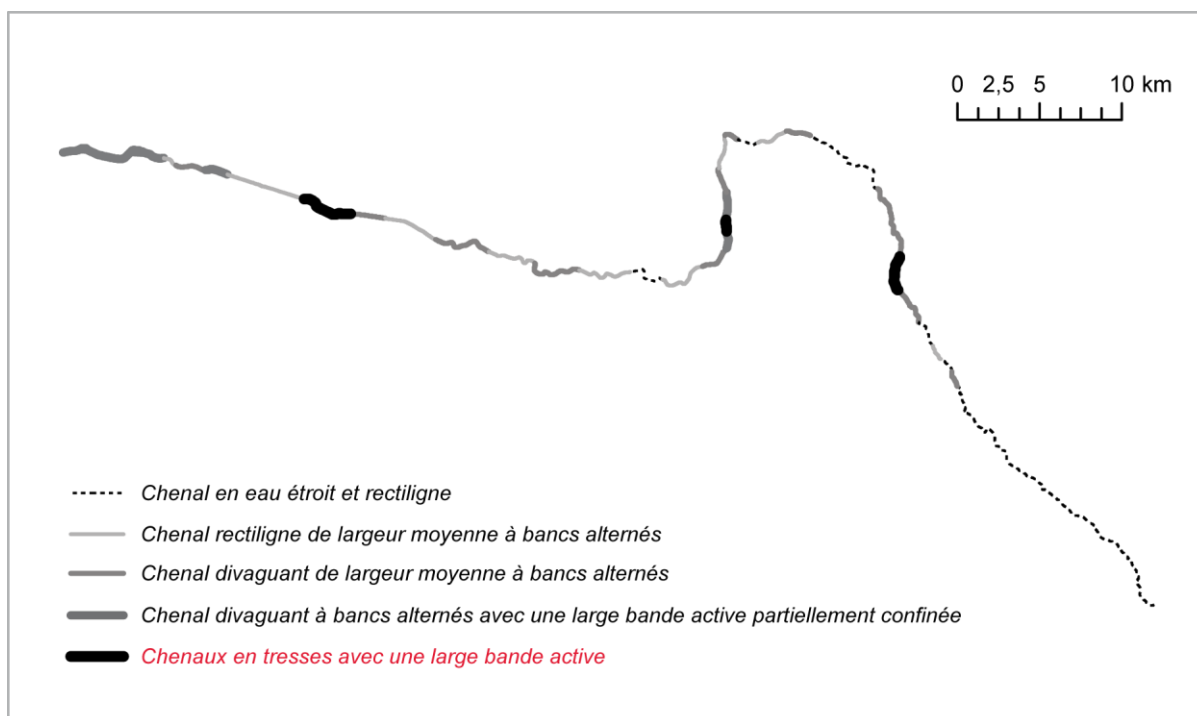 0 2,5 5 10 km
Chenal en eau étroit et rectiligne
Chenal rectiligne de largeur moyenne à bancs alternés
Chenal divaguant de largeur moyenne à bancs alternés
Chenal divaguant à bancs alternés avec une large bande active partiellement confinée
Chenaux en tresses avec une large bande active